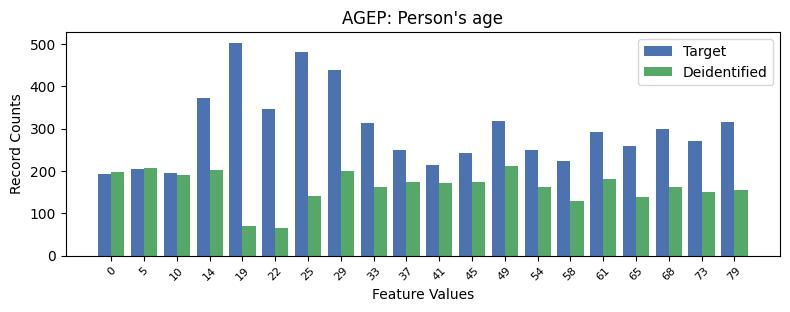 AGEP: Person's age
Target
Deidentified
Record Counts
500
400
300
200
100
0
0 5 10 14 19 22 25 29 33 37 41 45 49 54 58 61 65 68 73 79
Feature Values